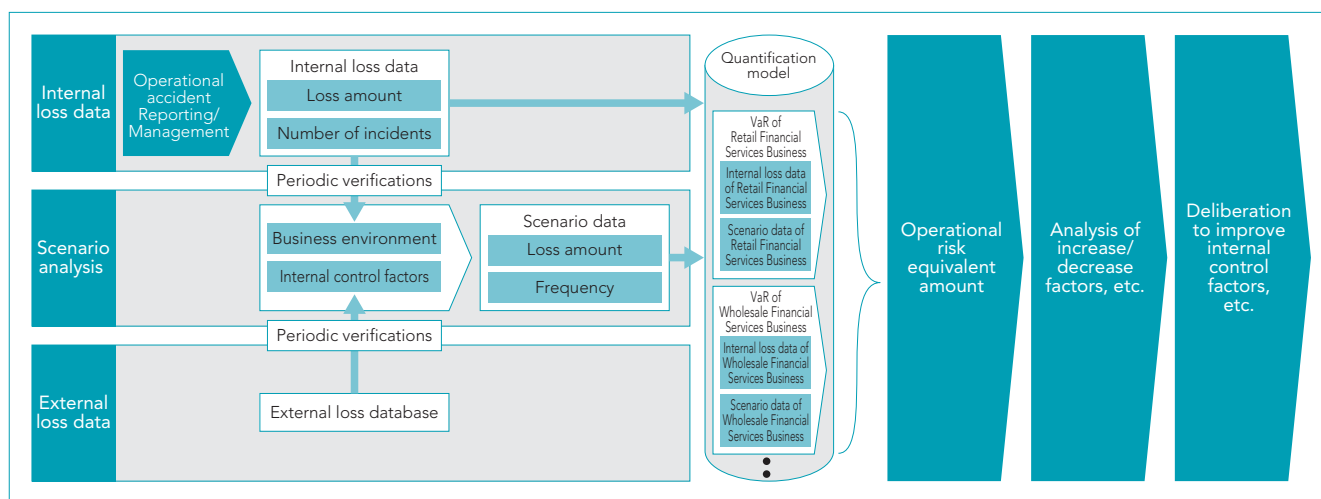 Internal
loss data
Operational
accident
Reporting/
Management
Internal loss data
Loss amount
Number of incidents
Periodic verifications
Scenario
analysis
Business environment
Internal control factors
Scenario data
Loss amount
Frequency
Periodic verifications
External
loss data
External loss database
Quantification
model
VaR of
Retail Financial
Services Business
Internal loss data
of Retail Financial
Services Business
Scenario data of
Retail Financial
Services Business
VaR of
Wholesale Financial
Services Business
Internal loss data of
Wholesale Financial
Services Business
Scenario data of
Wholesale Financial
Services Business
Operational
risk
equivalent
amount
Analysis of
increase/
decrease
factors, etc.
Deliberation
to improve
internal
control
factors,
etc.